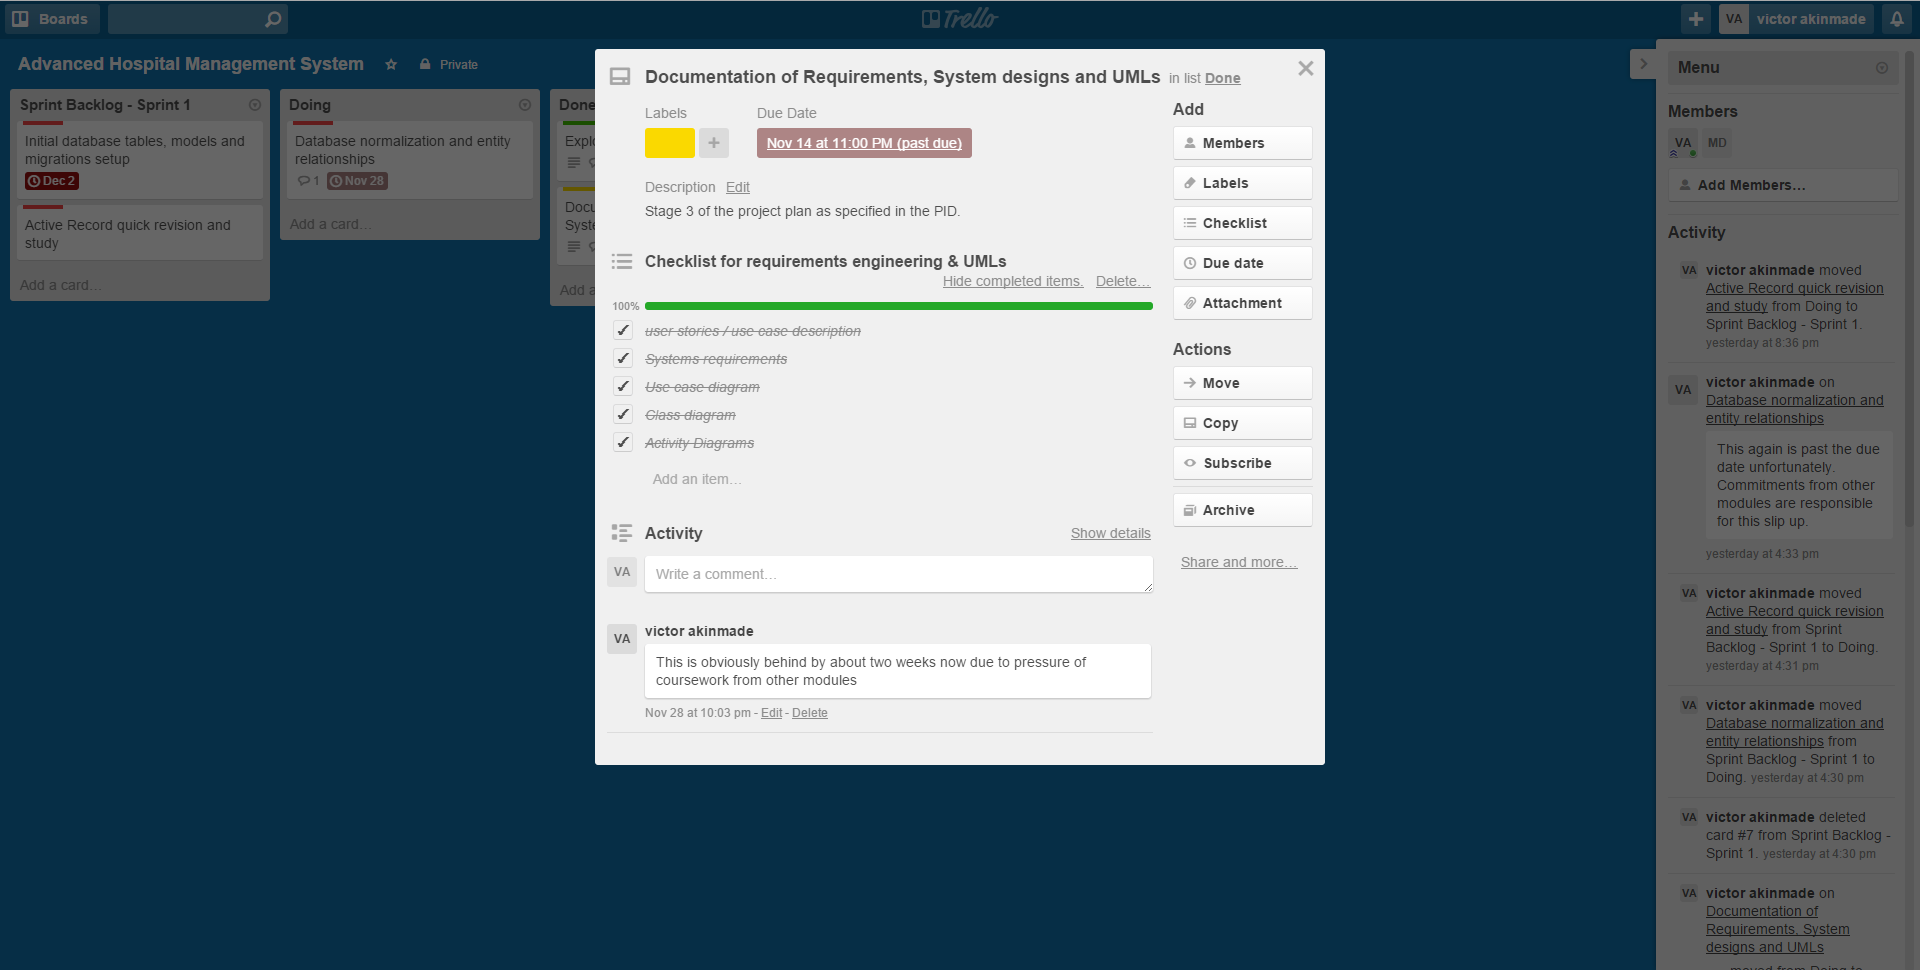 Boards
Trello
VA victor akinmade
Advanced Hospital Management System Private
Sprint Backlog - Sprint 1
Initial database tables, models and
migrations setup
Dec 2
Active Record quick revision and
study
Add a card…
Doing
Database normalization and entity
relationships
1 Nov 28
Add a card…
Done
Docu
Syste
Add a
Documentation of Requirements, System designs and UMLs in list Done
Labels
Due Date
+
Nov 14 at 11:00 PM (past due)
Description Edit
Stage 3 of the project plan as specified in the PID.
Checklist for requirements engineering & UMLs
Hide completed items. Delete…
100%
user stories / use case description
Systems requirements
Use case diagram
Class diagram
Activity Diagrams
Add an item…
Activity
Show details
VA
Write a comment…
VA
victor akinmade
This is obviously behind by about two weeks now due to pressure of
coursework from other modules
Nov 28 at 10:03 pm - Edit - Delete
Add
Members
Labels
Checklist
Due date
Attachment
Actions
Move
Copy
Subscribe
Archive
Share and more…
Menu
Members
VA MD
Add Members…
Activity
VA victor akinmade moved
Active Record quick revision
and study from Doing to
Sprint Backlog - Sprint 1.
yesterday at 8:36 pm
VA victor akinmade on
Database normalization and
entity relationships
This again is past the due
date unfortunately.
Commitments from other
modules are responsible
for this slip up.
yesterday at 4:33 pm
VA victor akinmade moved
Active Record quick revision
and study from Sprint
Backlog - Sprint 1 to Doing.
yesterday at 4:31 pm
VA victor akinmade moved
Database normalization and
entity relationships from
Sprint Backlog - Sprint 1 to
Doing. yesterday at 4:30 pm
VA victor akinmade deleted
card #7 from Sprint Backlog -
Sprint 1. yesterday at 4:30 pm
VA victor akinmade on
Documentation of
Requirements, System
designs and UMLs